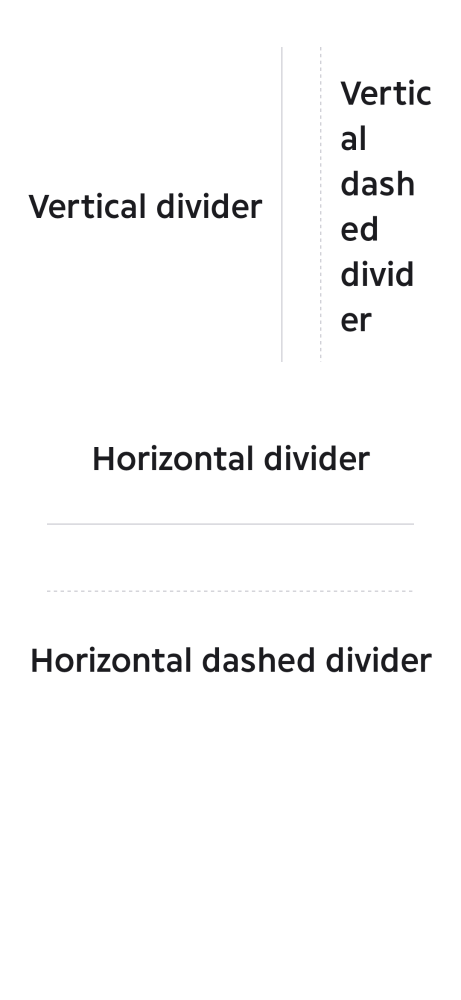 Vertical divider
Vertic
al
dash
ed
divid
er
Horizontal divider
Horizontal dashed divider